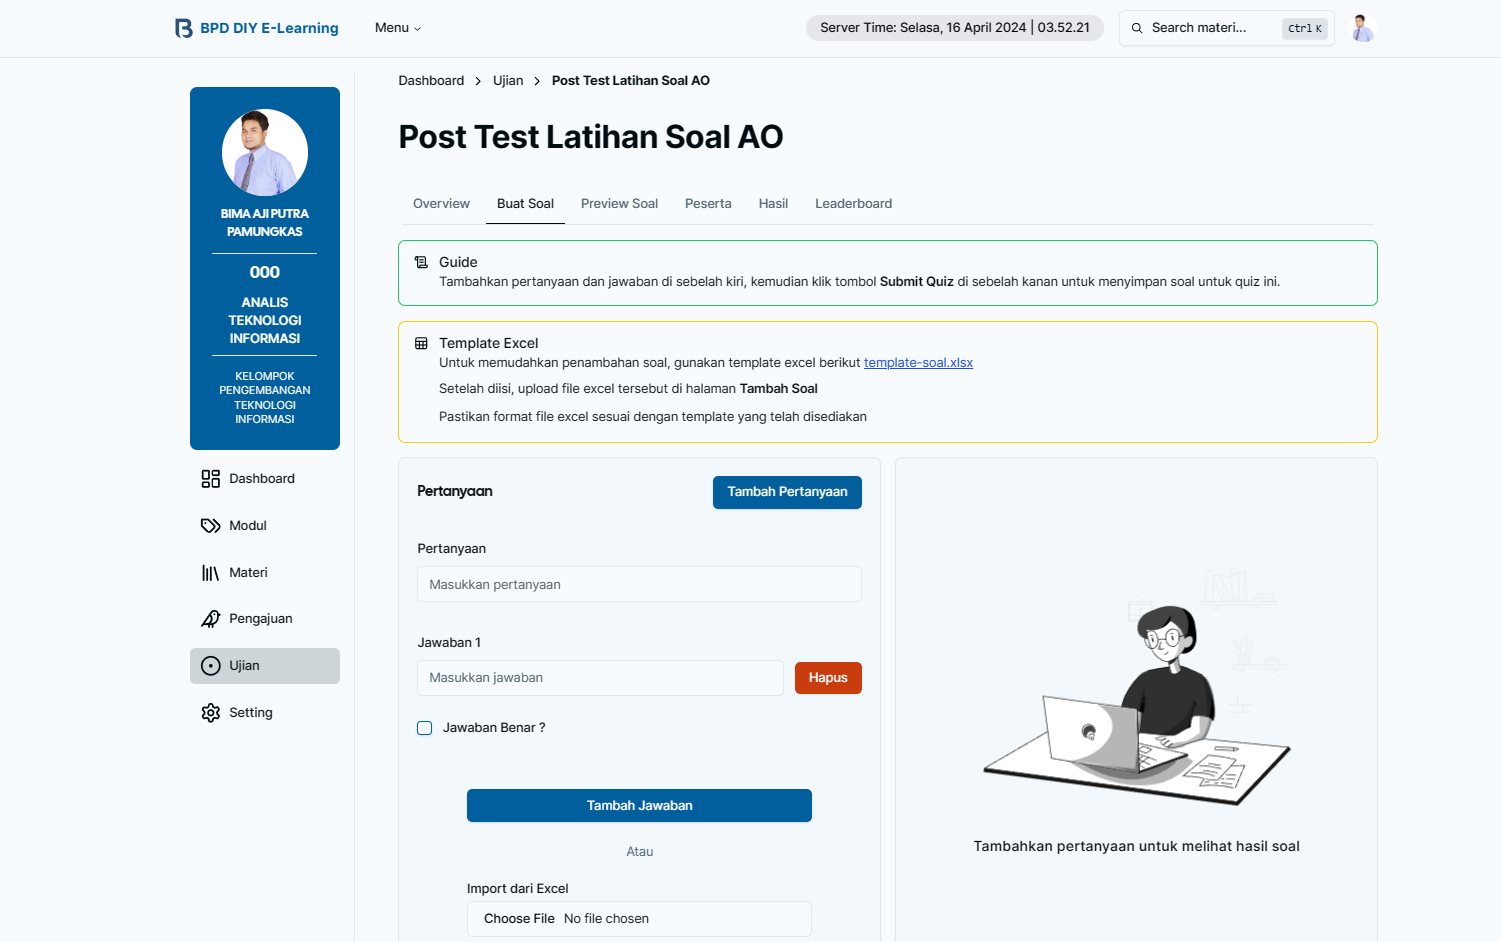 BPD DIY E-Learning
Menu
Server Time: Selasa, 16 April 2024 | 03.52.21
Search materi...
Ctrl K
BIMA AJI PUTRA
PAMUNGKAS
000
ANALIS
TEKNOLOGI
INFORMASI
KELOMPOK
PENGEMBANGAN
TEKNOLOGI
INFORMASI
Dashboard
Modul
Materi
Pengajuan
Ujian
Setting
Dashboard > Ujian > Post Test Latihan Soal AO
Post Test Latihan Soal AO
Overview
Buat Soal
Preview Soal
Peserta
Hasil
Leaderboard
Guide
Tambahkan pertanyaan dan jawaban di sebelah kiri, kemudian klik tombol Submit Quiz di sebelah kanan untuk menyimpan soal untuk quiz ini.
Template Excel
Untuk memudahkan penambahan soal, gunakan template excel berikut template-soal.xlsx
Setelah diisi, upload file excel tersebut di halaman Tambah Soal
Pastikan format file excel sesuai dengan template yang telah disediakan
Pertanyaan
Tambah Pertanyaan
Pertanyaan
Masukkan pertanyaan
Jawaban 1
Masukkan jawaban
Hapus
Jawaban Benar ?
Tambah Jawaban
Atau
Import dari Excel
Choose File No file chosen
Tambahkan pertanyaan untuk melihat hasil soal